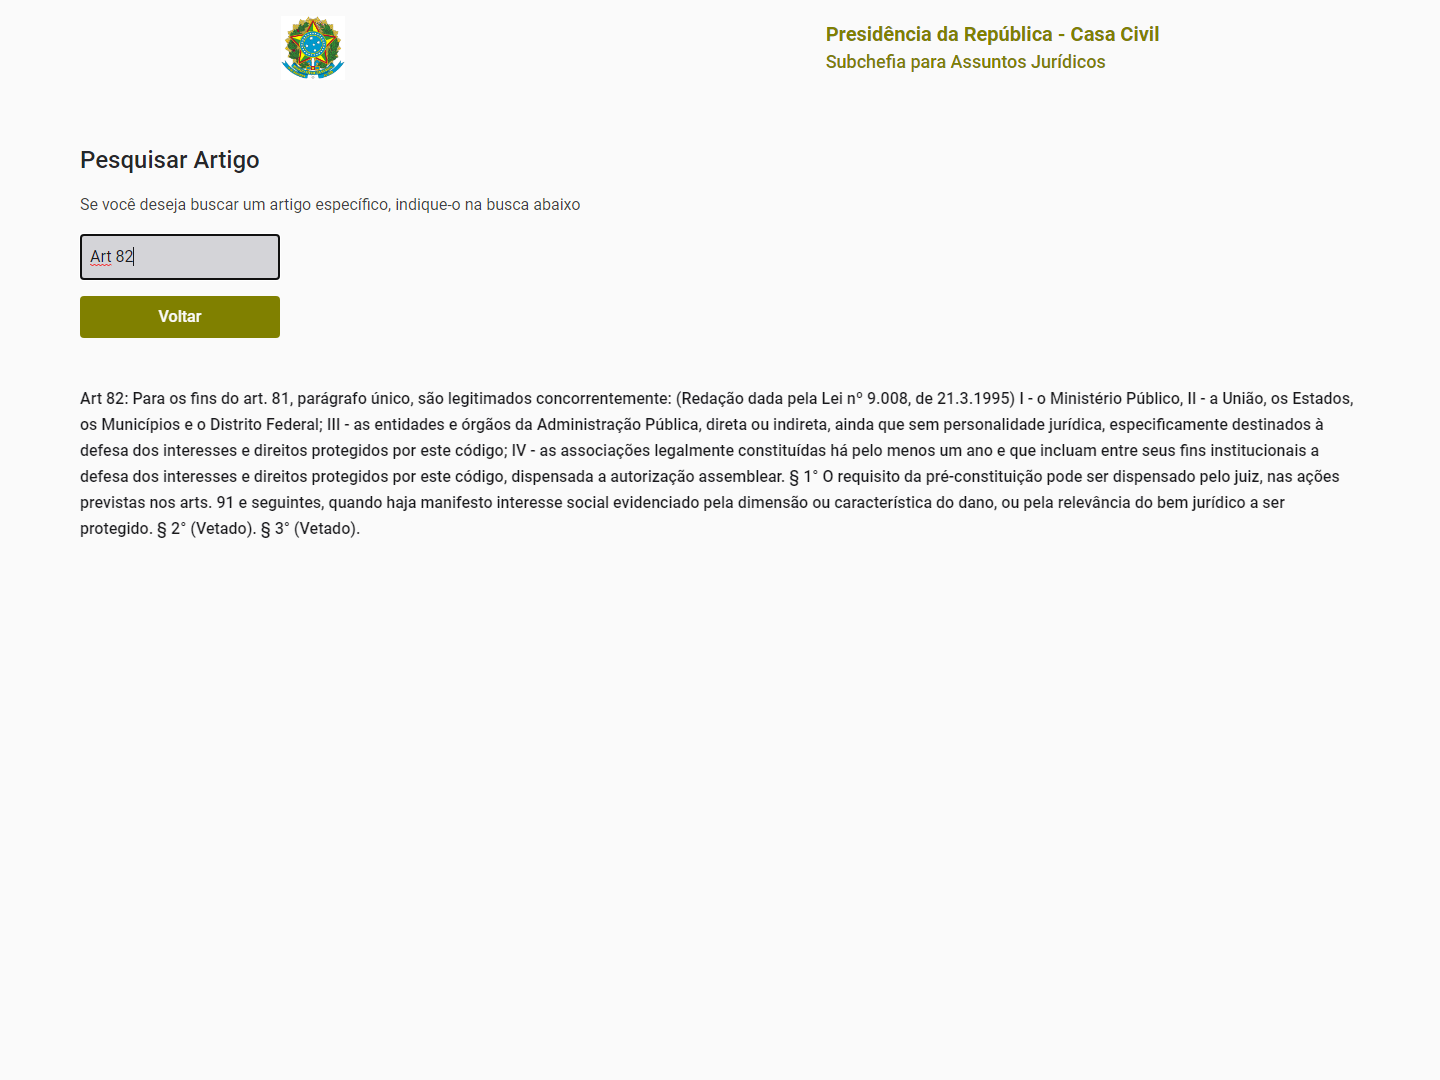 Presidência da República - Casa Civil
Subchefia para Assuntos Jurídicos
Pesquisar Artigo
Se você deseja buscar um artigo específico, indique-o na busca abaixo
Art 82
Voltar
Art 82: Para os fins do art. 81, parágrafo único, são legitimados concorrentemente: (Redação dada pela Lei nº 9.008, de 21.3.1995) I - o Ministério Público, II - a União, os Estados,
os Municípios e o Distrito Federal; III - as entidades e órgãos da Administração Pública, direta ou indireta, ainda que sem personalidade jurídica, especificamente destinados à
defesa dos interesses e direitos protegidos por este código; IV - as associações legalmente constituídas há pelo menos um ano e que incluam entre seus fins institucionais a
defesa dos interesses e direitos protegidos por este código, dispensada a autorização assemblear. § 1° O requisito da pré-constituição pode ser dispensado pelo juiz, nas ações
previstas nos arts. 91 e seguintes, quando haja manifesto interesse social evidenciado pela dimensão ou característica do dano, ou pela relevância do bem jurídico a ser
protegido. § 2° (Vetado). § 3° (Vetado).